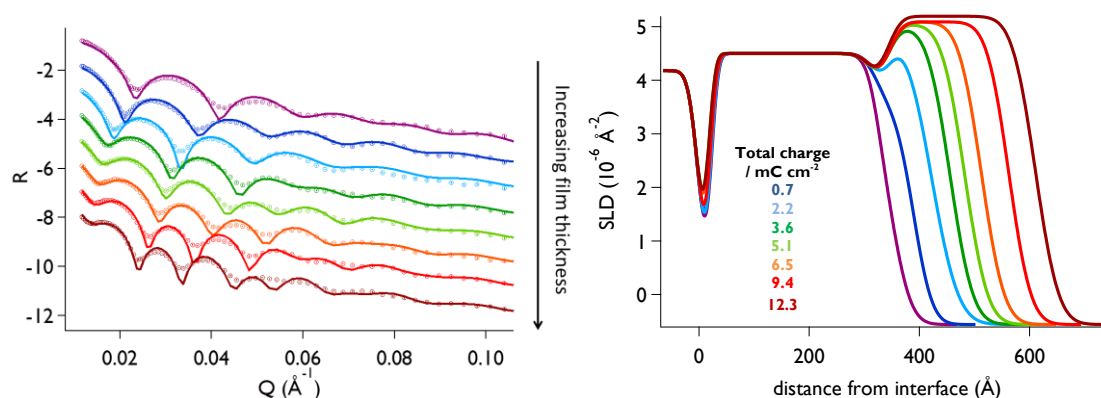 -2
-4
-6
-8
-10
-12
R
0.02 0.04 0.06 0.08 0.10
Q (Å-1)
Increasing film thickness
5
4
3
2
1
0
SLD (10-6 Å-2)
Total charge
/ mC cm-2
0.7
2.2
3.6
5.1
6.5
9.4
12.3
0 200 400 600
distance from interface (Å)